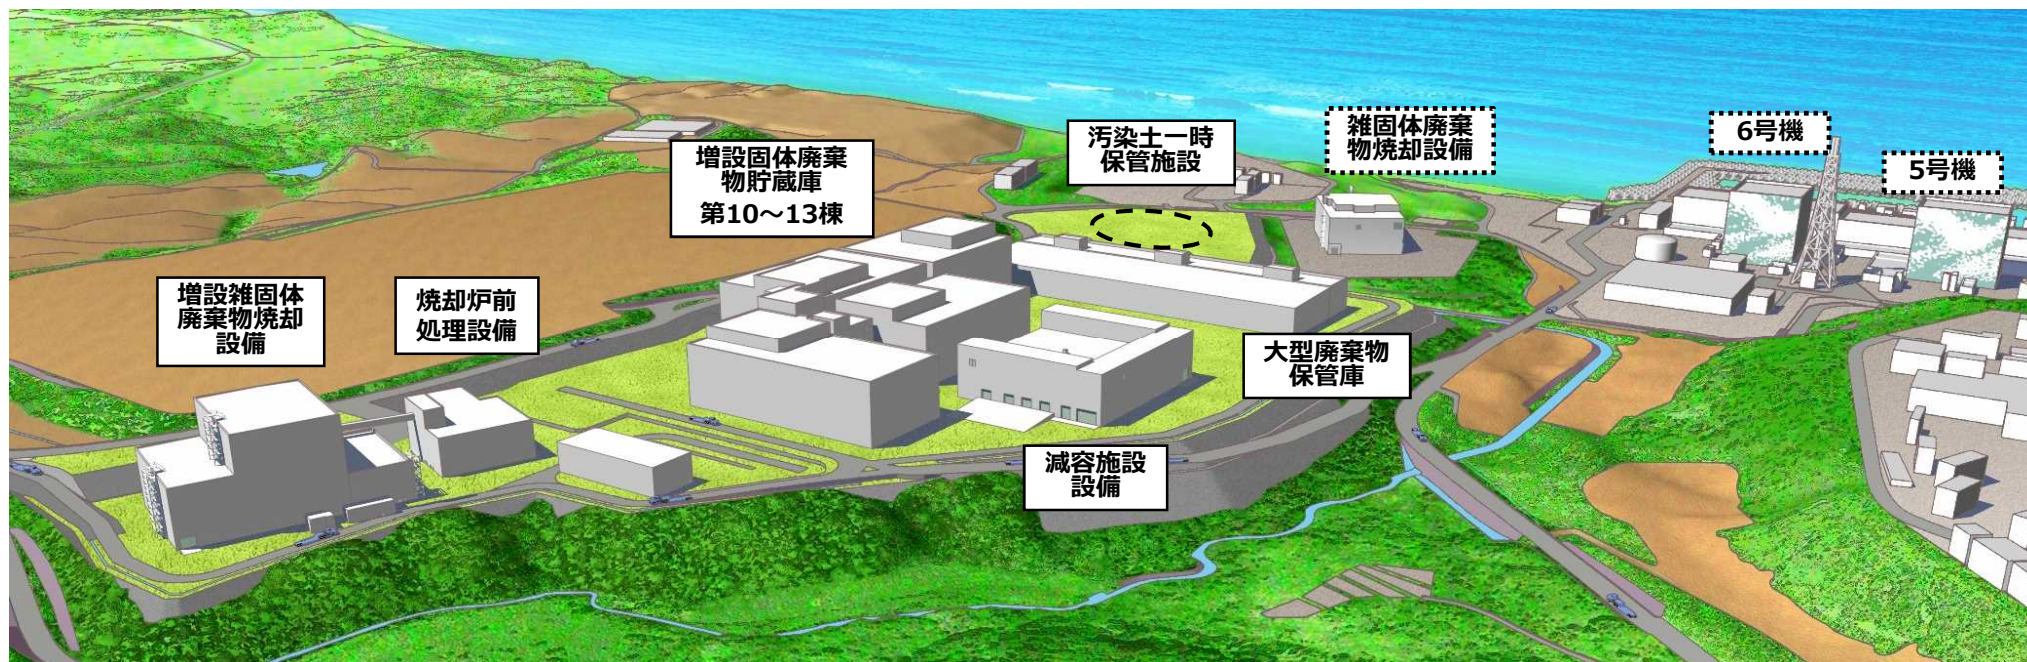 増設雑固体
廃棄物焼却
設備
焼却炉前
処理設備
増設固体廃棄
物貯蔵庫
第10～13棟
汚染土一時
保管施設
雑固体廃棄
物焼却設備
6号機
5号機
大型廃棄物
保管庫
減容施設
設備